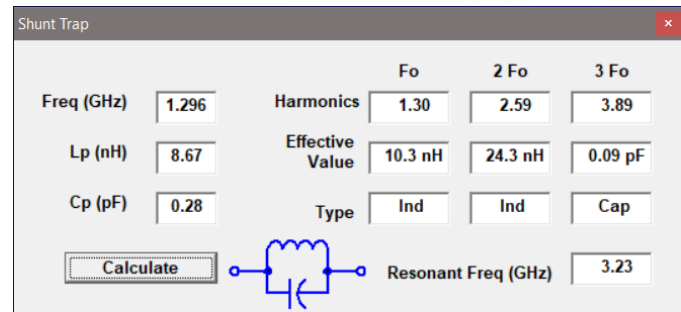 Shunt Trap
Fo 2 Fo 3 Fo
Freq (GHz) 1.296 Harmonics 1.30 2.59 3.89
Lp (nH) 8.67 Effective Value 10.3 nH 24.3 nH 0.09 pF
Cp (pF) 0.28 Type Ind Ind Cap
Calculate Resonant Freq (GHz) 3.23